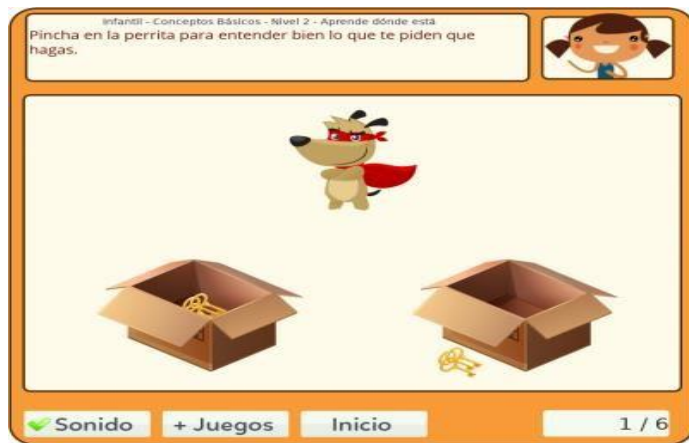 Infantil - Conceptos Básicos - Nivel 2 - Aprende dónde está
Pincha en la perrita para entender bien lo que te piden que
hagas.
Sonido
+ Juegos
Inicio
1 / 6